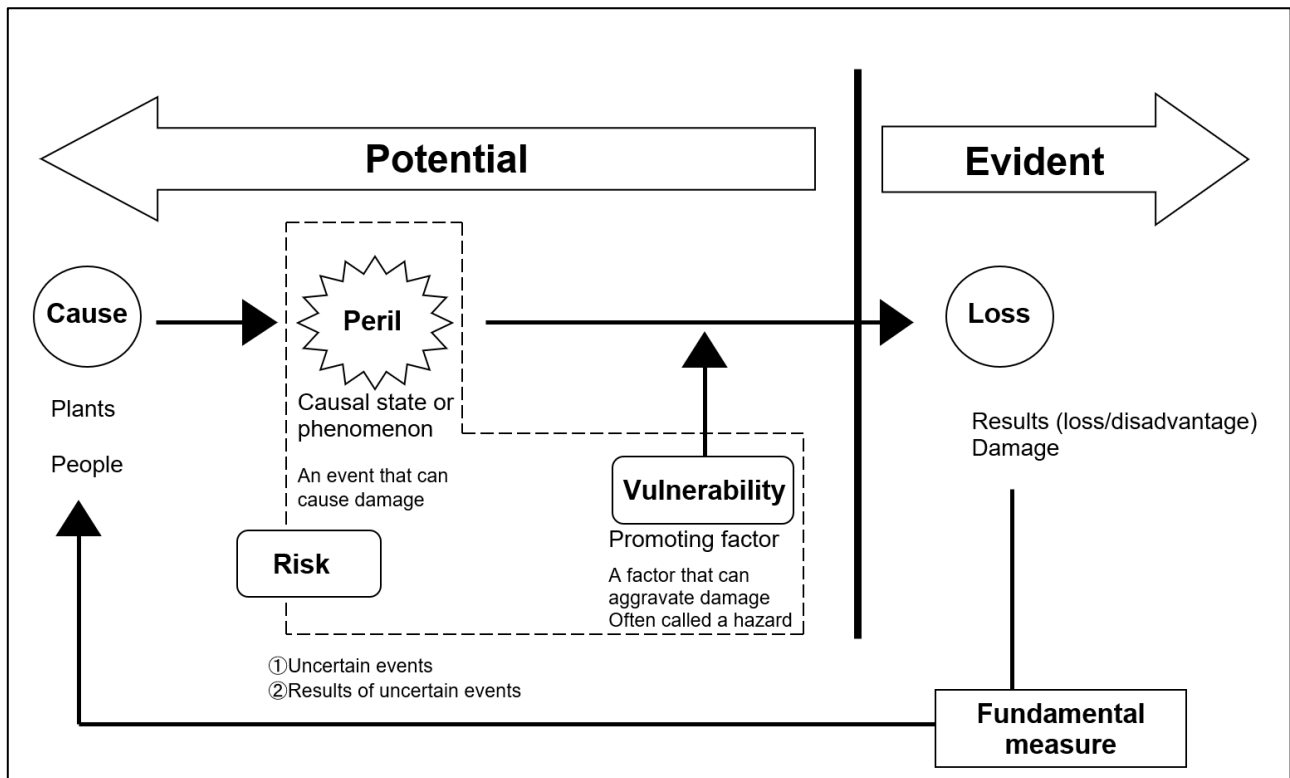 Potential
Evident
Cause
Peril
Loss
Plants
People
Causal state or
phenomenon
An event that can
cause damage
Risk
Vulnerability
Promoting factor
A factor that can
aggravate damage
Often called a hazard
Results (loss/disadvantage)
Damage
①Uncertain events
②Results of uncertain events
Fundamental
measure